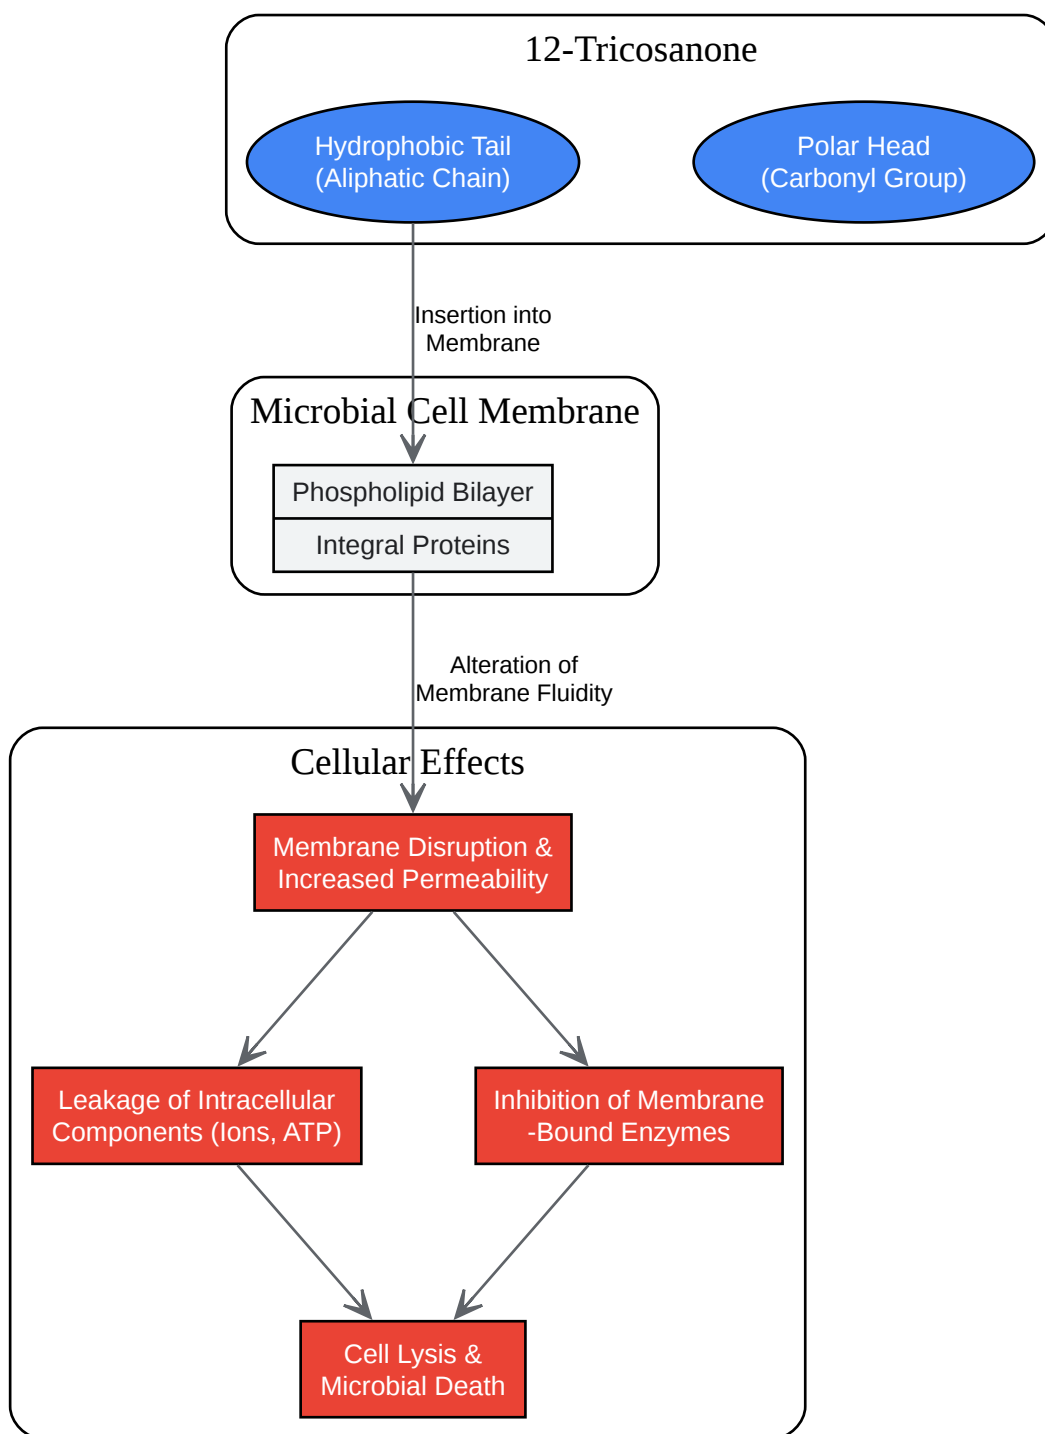 12-Tricosanone
Hydrophobic Tail
(Aliphatic Chain)
Polar Head
(Carbonyl Group)
Insertion into
Membrane
Microbial Cell Membrane
Phospholipid Bilayer
Integral Proteins
Alteration of
Membrane Fluidity
Cellular Effects
Membrane Disruption &
Increased Permeability
Leakage of Intracellular
Components (Ions, ATP)
Inhibition of Membrane
-Bound Enzymes
Cell Lysis &
Microbial Death